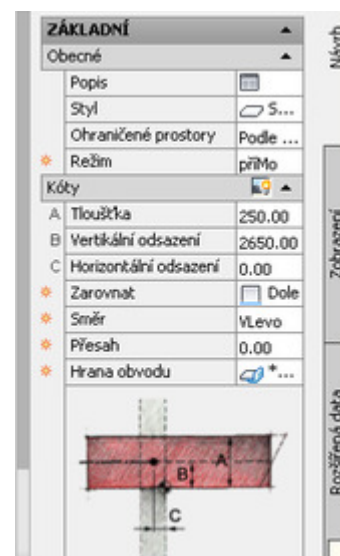 ZÁKLADNÍ
Obecné
Popis
Styl S...
Ohraničené prostory Podle ...
Režim příMo
Kóty
A Tloušťka 250.00
B Vertikální odsazení 2650.00
C Horizontální odsazení 0.00
Zarovnat Dole
Směr VLevo
Přesah 0.00
Hrana obvodu *...
A
B
C
Návrh
Zobrazení
Rozšířená data